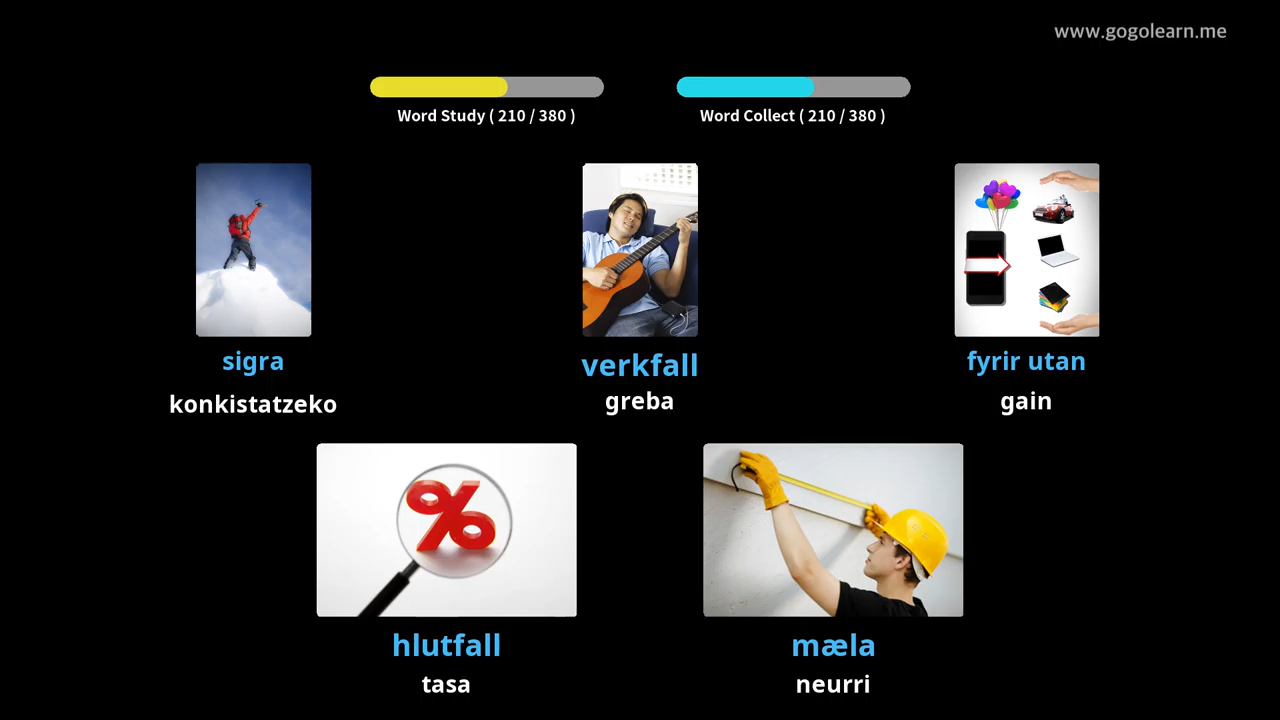 www.gogolearn.me
Word Study ( 210 / 380 )
Word Collect ( 210 / 380 )
sigra
konkistatzeko
verkfall
greba
fyrir utan
gain
hlutfall
tasa
mæla
neurri